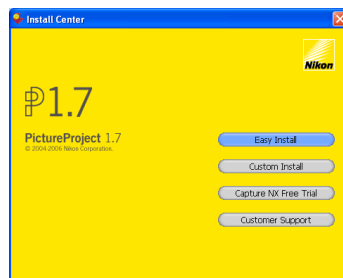 Install Center
Nikon
P1.7
PictureProject 1.7
© 2004-2006 Nikon Corporation.
Easy Install
Custom Install
Capture NX Free Trial
Customer Support